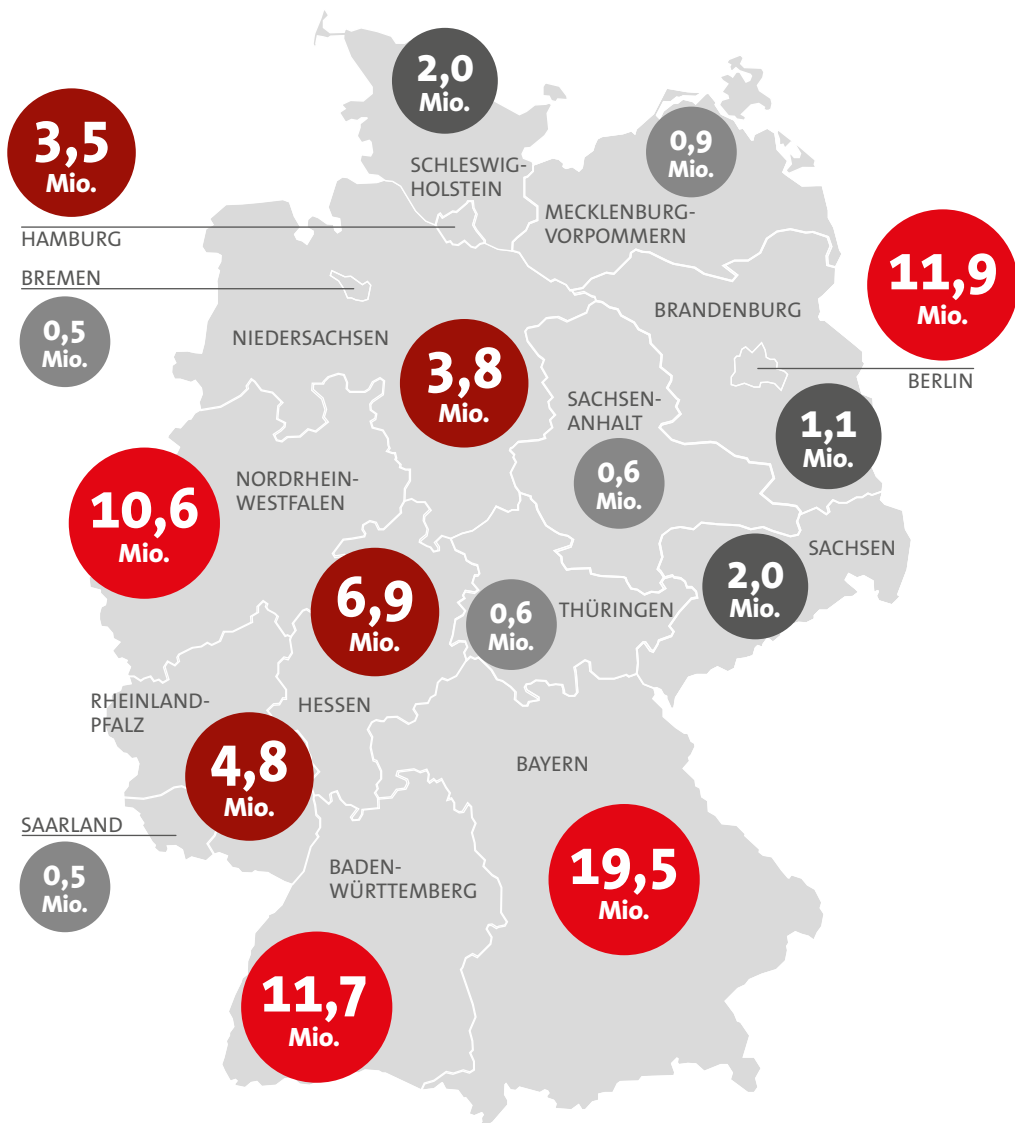 2,0
Mio.
3,5
Mio.
0,9
Mio.
SCHLESWIG-
HOLSTEIN
MECKLENBURG-
VORPOMMERN
HAMBURG
BREMEN
11,9
Mio.
BRANDENBURG
0,5
Mio.
NIEDERSACHSEN
3,8
Mio.
BERLIN
SACHSEN-
ANHALT
1,1
Mio.
0,6
Mio.
NORDRHEIN-
WESTFALEN
10,6
Mio.
SACHSEN
2,0
Mio.
6,9
Mio.
0,6
Mio.
THÜRINGEN
RHEINLAND-
PFALZ
HESSEN
4,8
Mio.
BAYERN
SAARLAND
0,5
Mio.
BADEN-
WÜRTTEMBERG
19,5
Mio.
11,7
Mio.